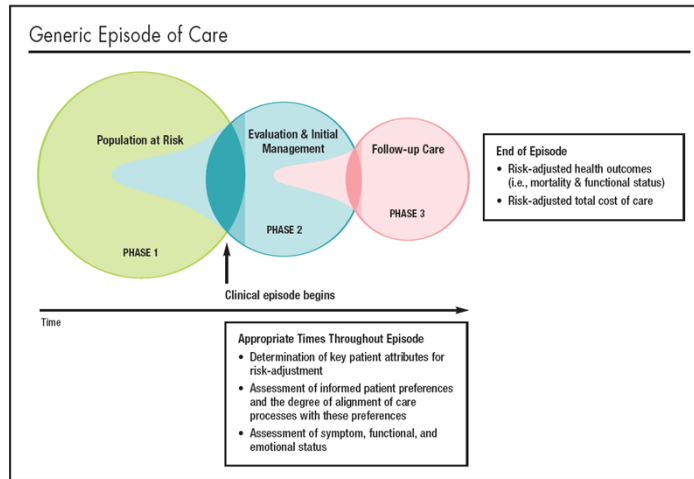 Generic Episode of Care
Population at Risk
PHASE 1
Evaluation & Initial
Management
PHASE 2
Follow-up Care
PHASE 3
End of Episode
• Risk-adjusted health outcomes
(i.e., mortality & functional status)
• Risk-adjusted total cost of care
Clinical episode begins
Time
Appropriate Times Throughout Episode
• Determination of key patient attributes for
risk-adjustment
• Assessment of informed patient preferences
and the degree of alignment of care
processes with these preferences
• Assessment of symptom, functional, and
emotional status